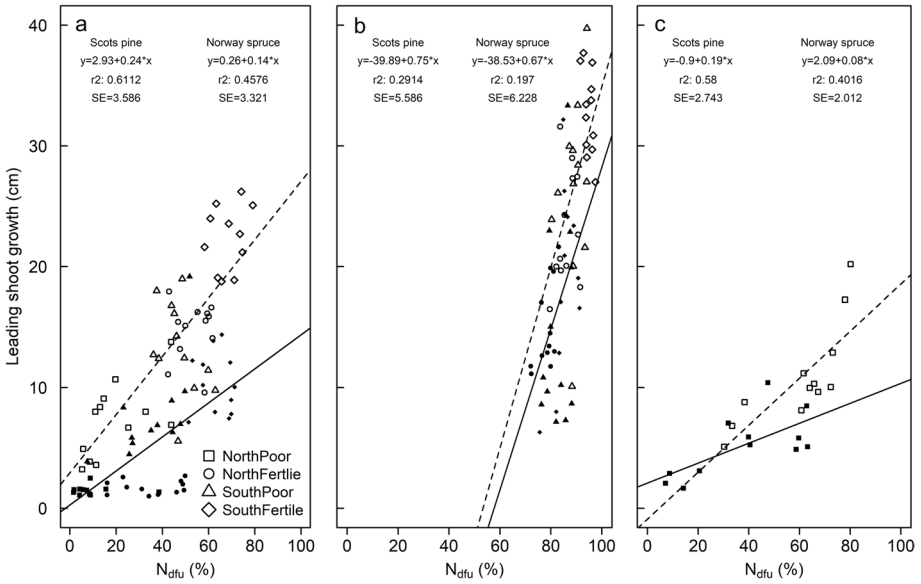 a
Scots pine Norway spruce
y=2.93+0.24*x y=0.26+0.14*x
r2: 0.6112 r2: 0.4576
SE=3.586 SE=3.321
b
Scots pine Norway spruce
y=-39.89+0.75*x y=-38.53+0.67*x
r2: 0.2914 r2: 0.197
SE=5.586 SE=6.228
c
Scots pine Norway spruce
y=-0.9+0.19*x y=2.09+0.08*x
r2: 0.58 r2: 0.4016
SE=2.743 SE=2.012
Leading shoot growth (cm)
40
30
20
10
0
NorthPoor
NorthFertlie
SouthPoor
SouthFertile
0 20 40 60 80 100
0 20 40 60 80 100
0 20 40 60 80 100
Ndfu (%)
Ndfu (%)
Ndfu (%)